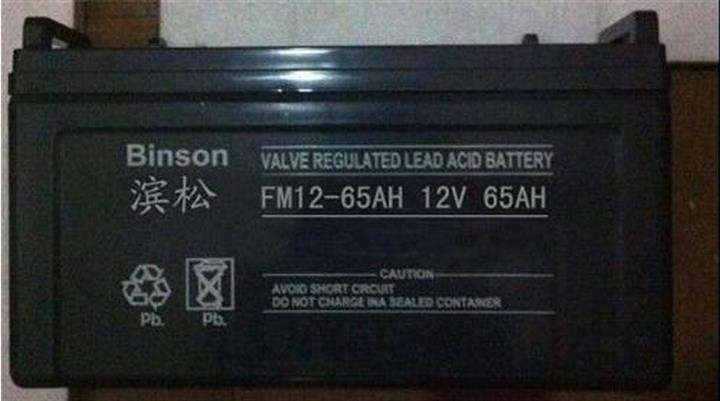 Binson
滨松
VALVE REGULATED LEAD ACID BATTERY
FM12-65AH 12V 65AH
Pb.
Pb.
CAUTION
AVOID SHORT CIRCUIT
DO NOT CHARGE INA SEALED CONTAINER